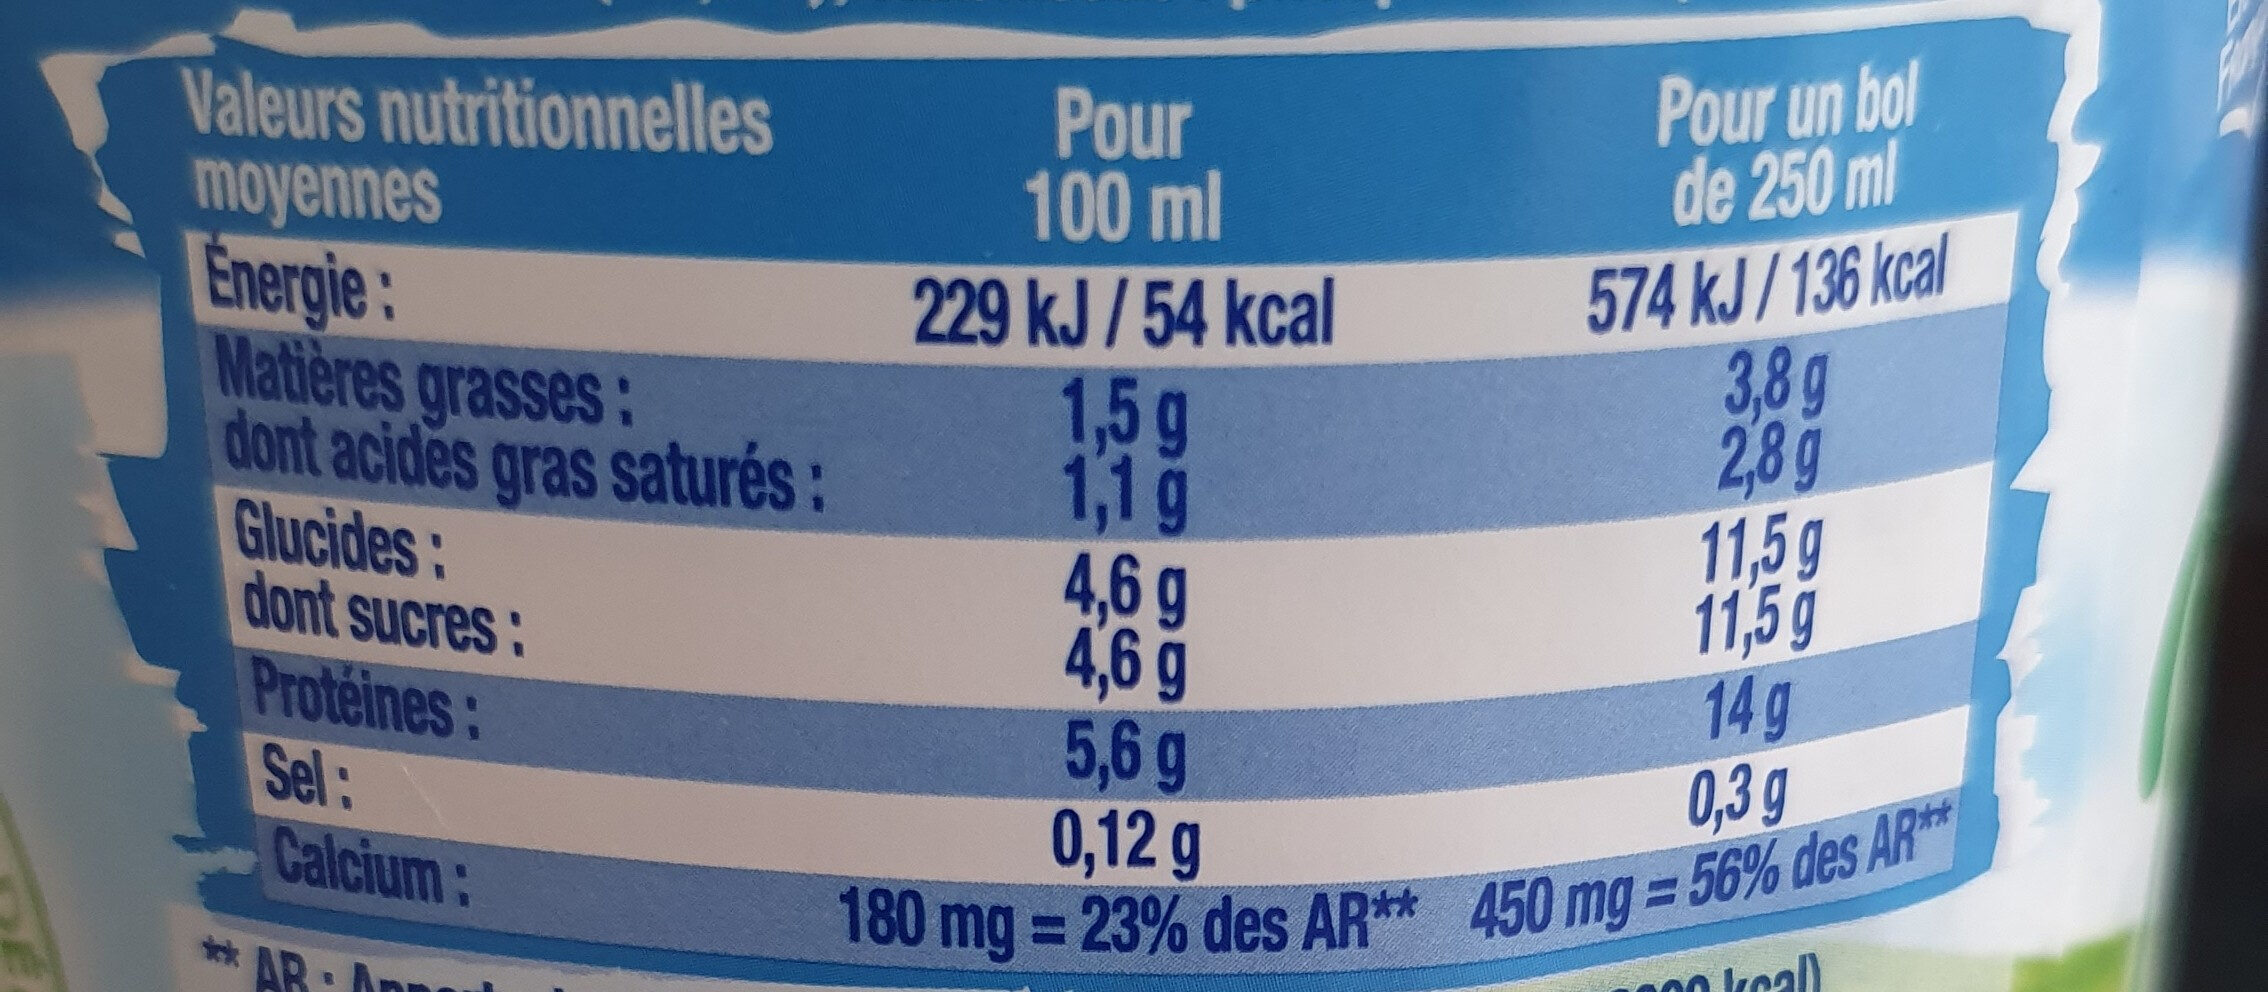 Valeurs nutritionnelles moyennes Pour 100 ml Pour un bol de 250 ml
Énergie : 229 kJ / 54 kcal 574 kJ / 136 kcal
Matières grasses : 1,5 g 3,8 g
dont acides gras saturés : 1,1 g 2,8 g
Glucides : 4,6 g 11,5 g
dont sucres : 4,6 g 11,5 g
Protéines : 5,6 g 14 g
Sel : 0,12 g 0,3 g
Calcium : 180 mg = 23% des AR** 450 mg = 56% des AR**
** AR : kcal)